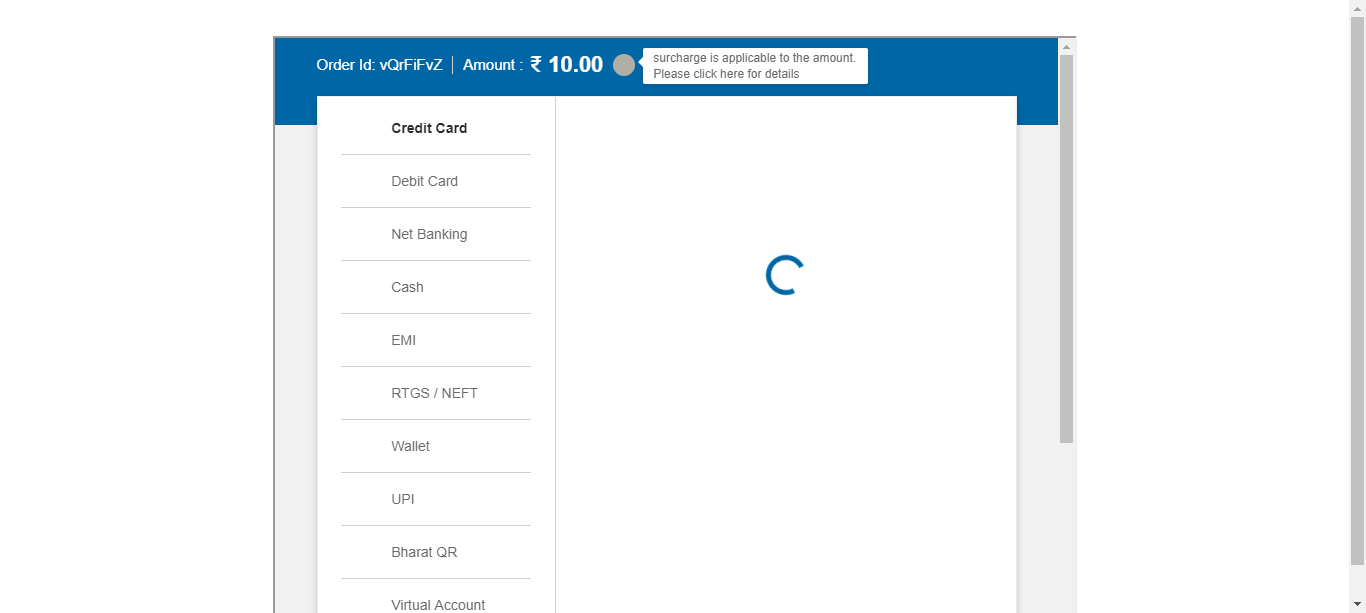 Order Id: vQrFiFvZ | Amount : ₹ 10.00
surcharge is applicable to the amount.
Please click here for details
Credit Card
Debit Card
Net Banking
Cash
EMI
RTGS / NEFT
Wallet
UPI
Bharat QR
Virtual Account